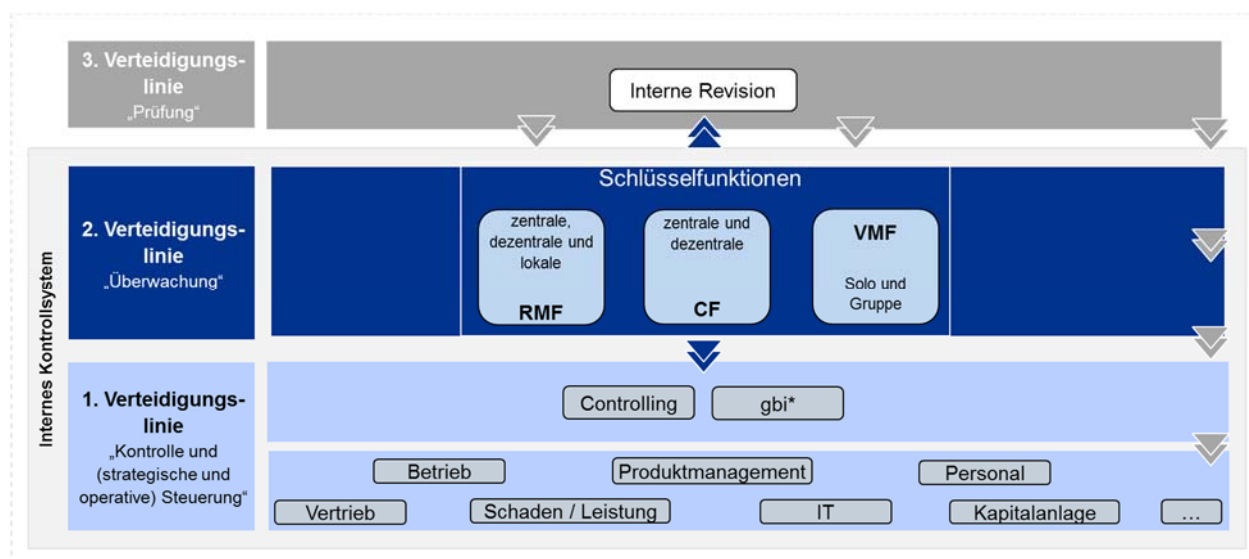 3. Verteidigungs-
linie
„Prüfung“
Interne Revision
Internes Kontrollsystem
2. Verteidigungs-
linie
„Überwachung“
Schlüsselfunktionen
zentrale,
dezentrale und
lokale
RMF
zentrale und
dezentrale
CF
VMF
Solo und
Gruppe
1. Verteidigungs-
linie
„Kontrolle und
(strategische und
operative) Steuerung“
Controlling
gbi*
Betrieb
Produktmanagement
Personal
Vertrieb
Schaden / Leistung
IT
Kapitalanlage
...